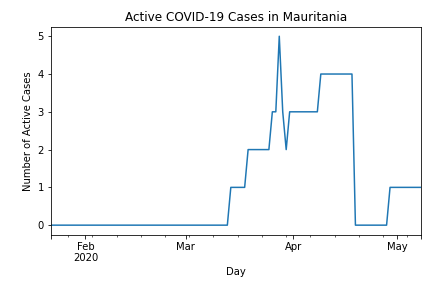 Active COVID-19 Cases in Mauritania
Number of Active Cases
5
4
3
2
1
0
Feb
2020
Mar
Apr
May
Day